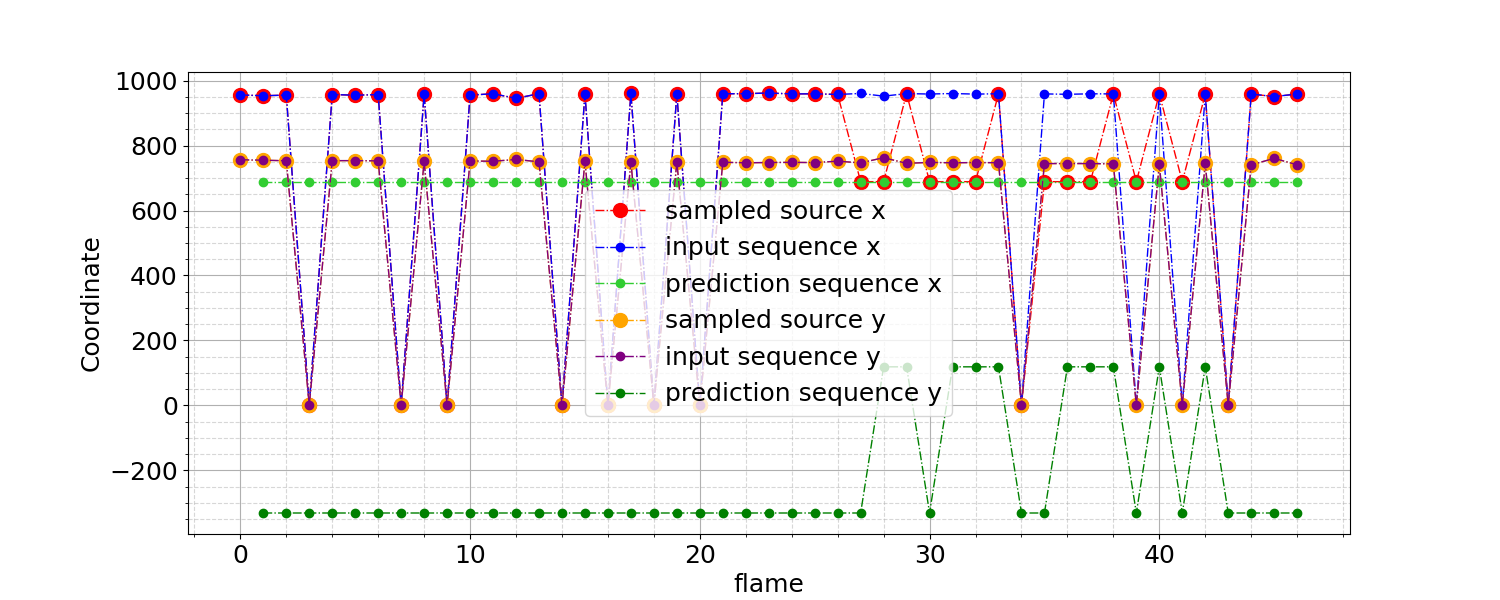 1000
800
600
400
200
0
−200
Coordinate
sampled source x
input sequence x
prediction sequence x
sampled source y
input sequence y
prediction sequence y
0 10 20 30 40
flame